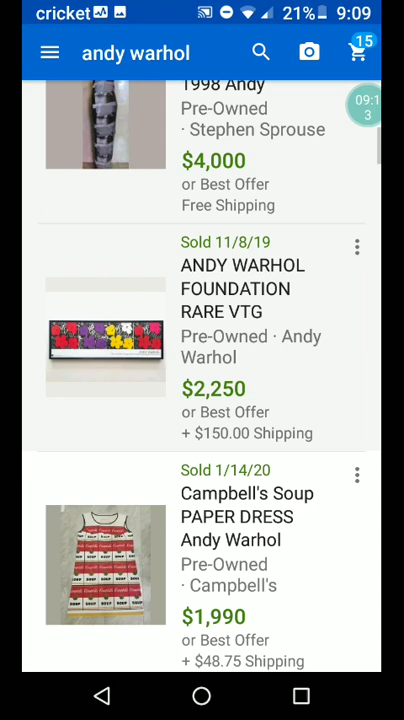 cricket 21% 9:09
andy warhol 15
09:1
3
1998 Andy
Pre-Owned
· Stephen Sprouse
$4,000
or Best Offer
Free Shipping
Sold 11/8/19
ANDY WARHOL
FOUNDATION
RARE VTG
Pre-Owned · Andy
Warhol
$2,250
or Best Offer
+ $150.00 Shipping
Sold 1/14/20
Campbell's Soup
PAPER DRESS
Andy Warhol
Pre-Owned
· Campbell's
$1,990
or Best Offer
+ $48.75 Shipping